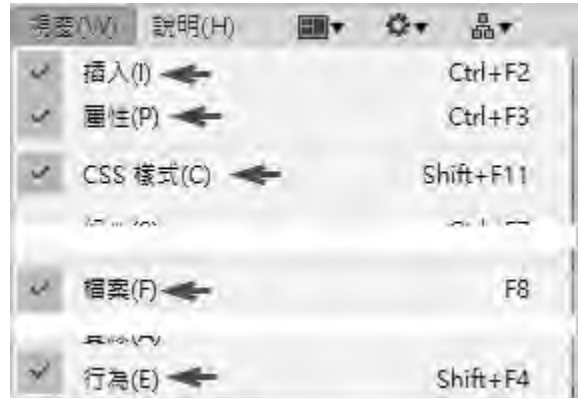 視窗(W) 說明(H)
插入(I) Ctrl+F2
屬性(P) Ctrl+F3
CSS 樣式(C) Shift+F11
檔案(F) F8
行為(E) Shift+F4